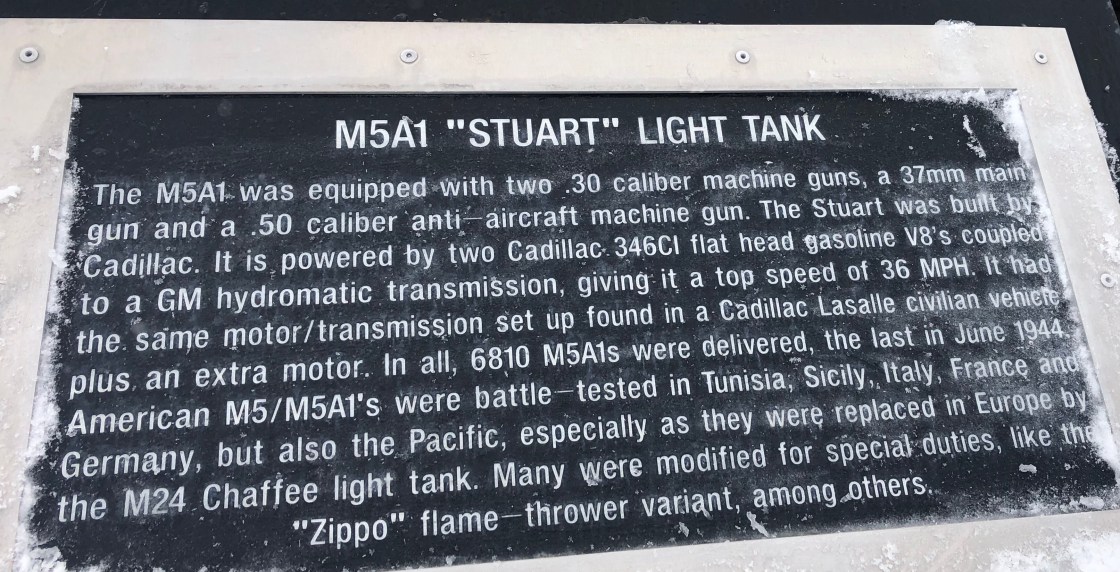 M5A1 "STUART" LIGHT TANK
The M5A1 was equipped with two .30 caliber machine guns, a 37mm main
gun and a .50 caliber anti-aircraft machine gun. The Stuart was built by
Cadillac. It is powered by two Cadillac 346CI flat head gasoline V8's coupled
to a GM hydromatic transmission, giving it a top speed of 36 MPH. It had
the same motor/transmission set up found in a Cadillac Lasalle civilian vehicle
plus an extra motor. In all, 6810 M5A1s were delivered, the last in June 1944.
American M5/M5A1's were battle-tested in Tunisia, Sicily, Italy, France and
Germany, but also the Pacific, especially as they were replaced in Europe by
the M24 Chaffee light tank. Many were modified for special duties, like the
"Zippo" flame-thrower variant, among others.